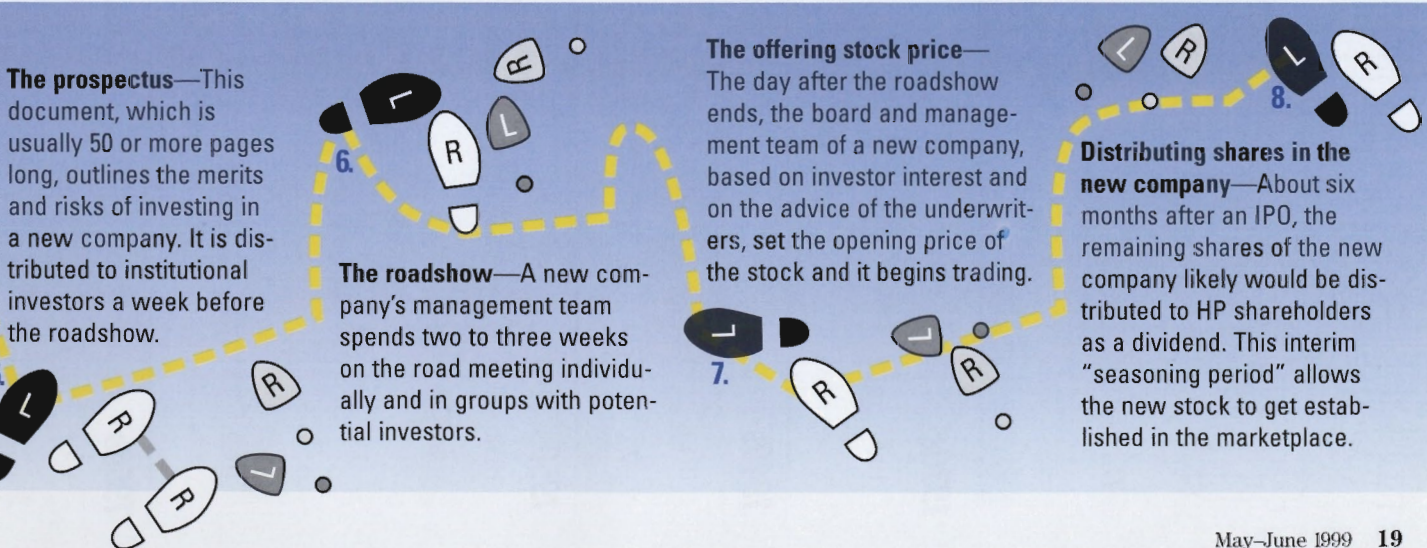 The prospectus—This
document, which is
usually 50 or more pages
long, outlines the merits
and risks of investing in
a new company. It is dis-
tributed to institutional
investors a week before
the roadshow.
L
R
R
R
L
6.
L
R
R
L
The roadshow—A new com-
pany's management team
spends two to three weeks
on the road meeting individu-
ally and in groups with poten-
tial investors.
The offering stock price—
The day after the roadshow
ends, the board and manage-
ment team of a new company,
based on investor interest and
on the advice of the underwrit-
ers, set the opening price of
the stock and it begins trading.
7.
L
R
L
R
L
R
L
R
8.
Distributing shares in the
new company—About six
months after an IPO, the
remaining shares of the new
company likely would be dis-
tributed to HP shareholders
as a dividend. This interim
"seasoning period" allows
the new stock to get estab-
lished in the marketplace.
May–June 1999 19